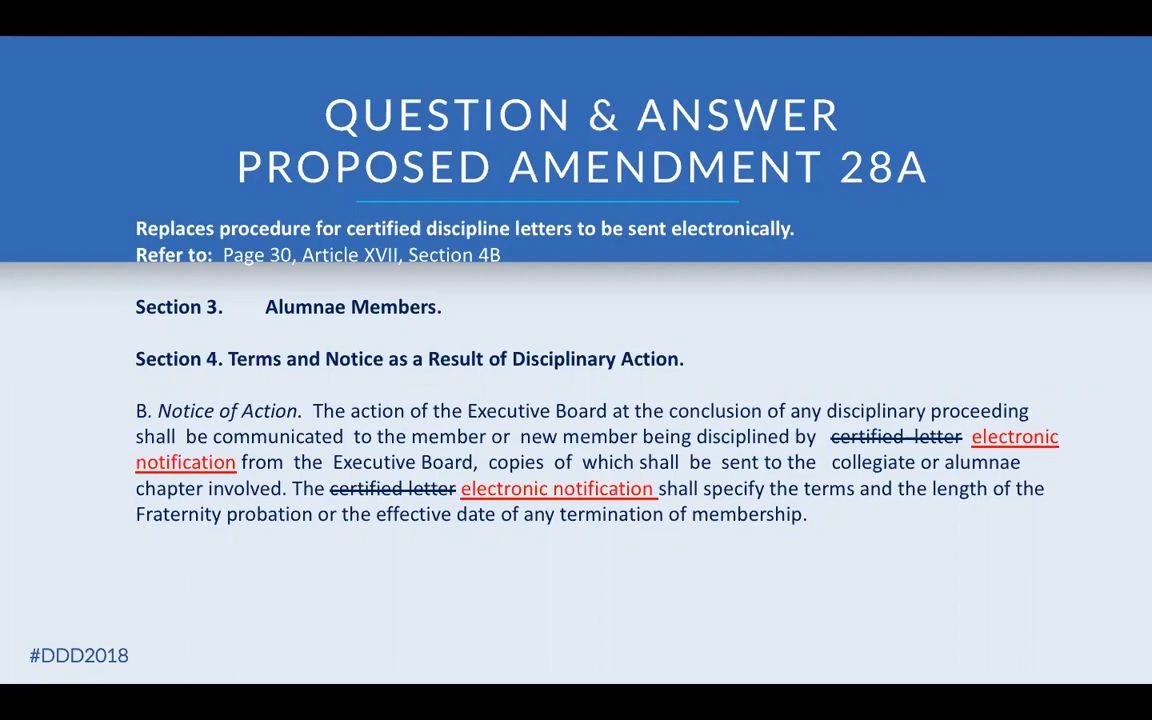 QUESTION & ANSWER
PROPOSED AMENDMENT 28A
Replaces procedure for certified discipline letters to be sent electronically.
Refer to: Page 30, Article XVII, Section 4B
Section 3. Alumnae Members.
Section 4. Terms and Notice as a Result of Disciplinary Action.
B. Notice of Action. The action of the Executive Board at the conclusion of any disciplinary proceeding
shall be communicated to the member or new member being disciplined by certified letter electronic
notification from the Executive Board, copies of which shall be sent to the collegiate or alumnae
chapter involved. The certified letter electronic notification shall specify the terms and the length of the
Fraternity probation or the effective date of any termination of membership.
#DDD2018